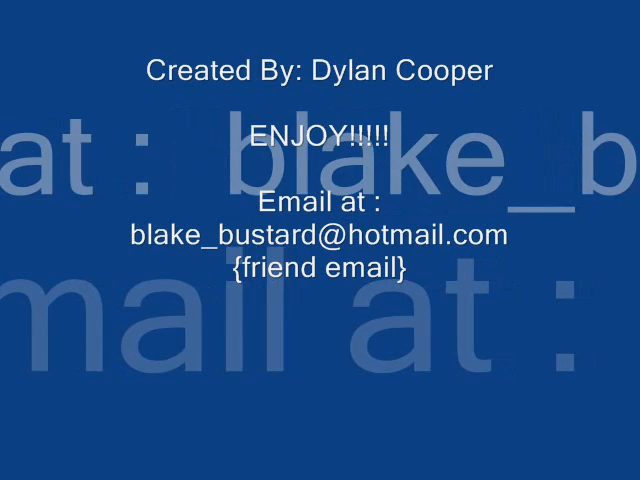 Created By: Dylan Cooper
ENJOY!!!!!
at : blake_b
Email at :
blake_bustard@hotmail.com
{friend email}
mail at :